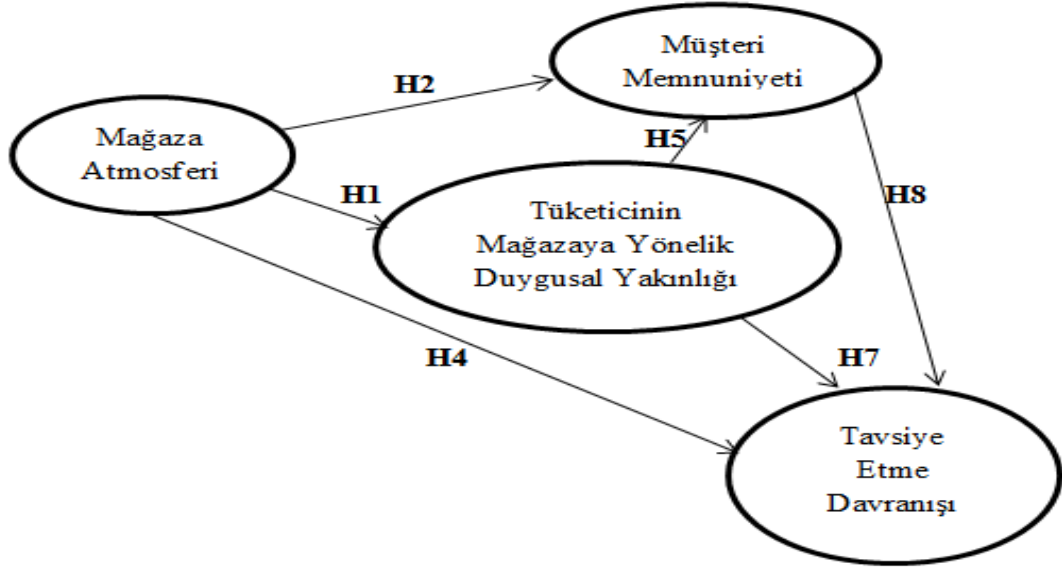 Müşteri
Memnuniyeti
H2
Mağaza
Atmosferi
H5
H1
H8
Tüketicinin
Mağazaya Yönelik
Duygusal Yakınlığı
H4
H7
Tavsiye
Etme
Davranışı